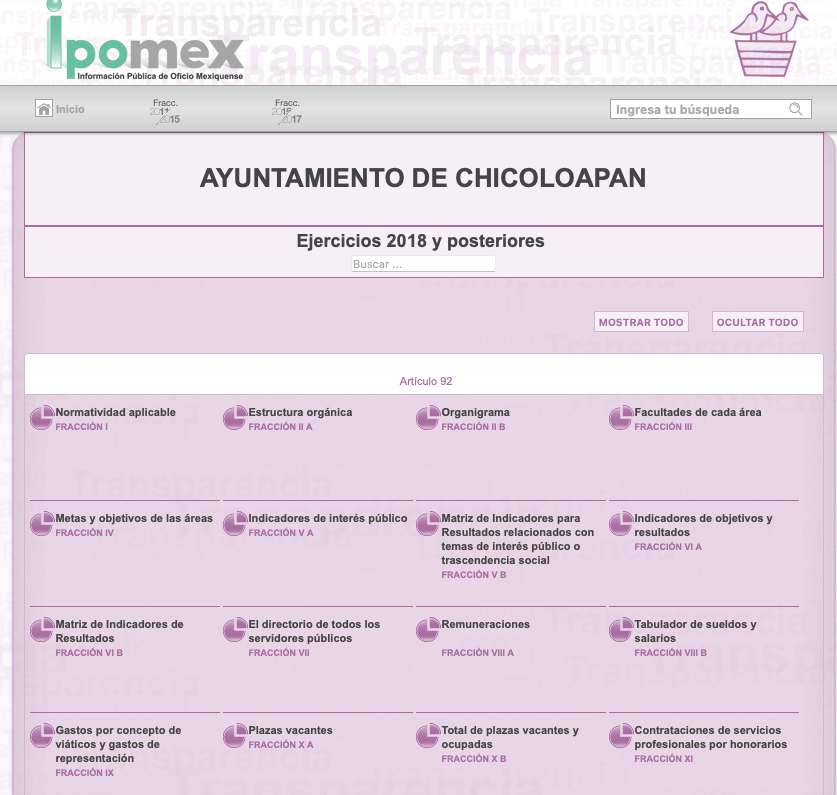 Transparencia
ipomex
Información Pública de Oficio Mexiquense
Inicio
Fracc.
2014
/2015
Fracc.
2016
/2017
Ingresa tu búsqueda
AYUNTAMIENTO DE CHICOLOAPAN
Ejercicios 2018 y posteriores
Buscar ...
MOSTRAR TODO
OCULTAR TODO
Artículo 92
Normatividad aplicable
FRACCIÓN I
Estructura orgánica
FRACCIÓN II A
Organigrama
FRACCIÓN II B
Facultades de cada área
FRACCIÓN III
Metas y objetivos de las áreas
FRACCIÓN IV
Indicadores de interés público
FRACCIÓN V A
Matriz de Indicadores para
Resultados relacionados con
temas de interés público o
trascendencia social
FRACCIÓN V B
Indicadores de objetivos y
resultados
FRACCIÓN VI A
Matriz de Indicadores de
Resultados
FRACCIÓN VI B
El directorio de todos los
servidores públicos
FRACCIÓN VII
Remuneraciones
FRACCIÓN VIII A
Tabulador de sueldos y
salarios
FRACCIÓN VIII B
Gastos por concepto de
viáticos y gastos de
representación
FRACCIÓN IX
Plazas vacantes
FRACCIÓN X A
Total de plazas vacantes y
ocupadas
FRACCIÓN X B
Contrataciones de servicios
profesionales por honorarios
FRACCIÓN XI